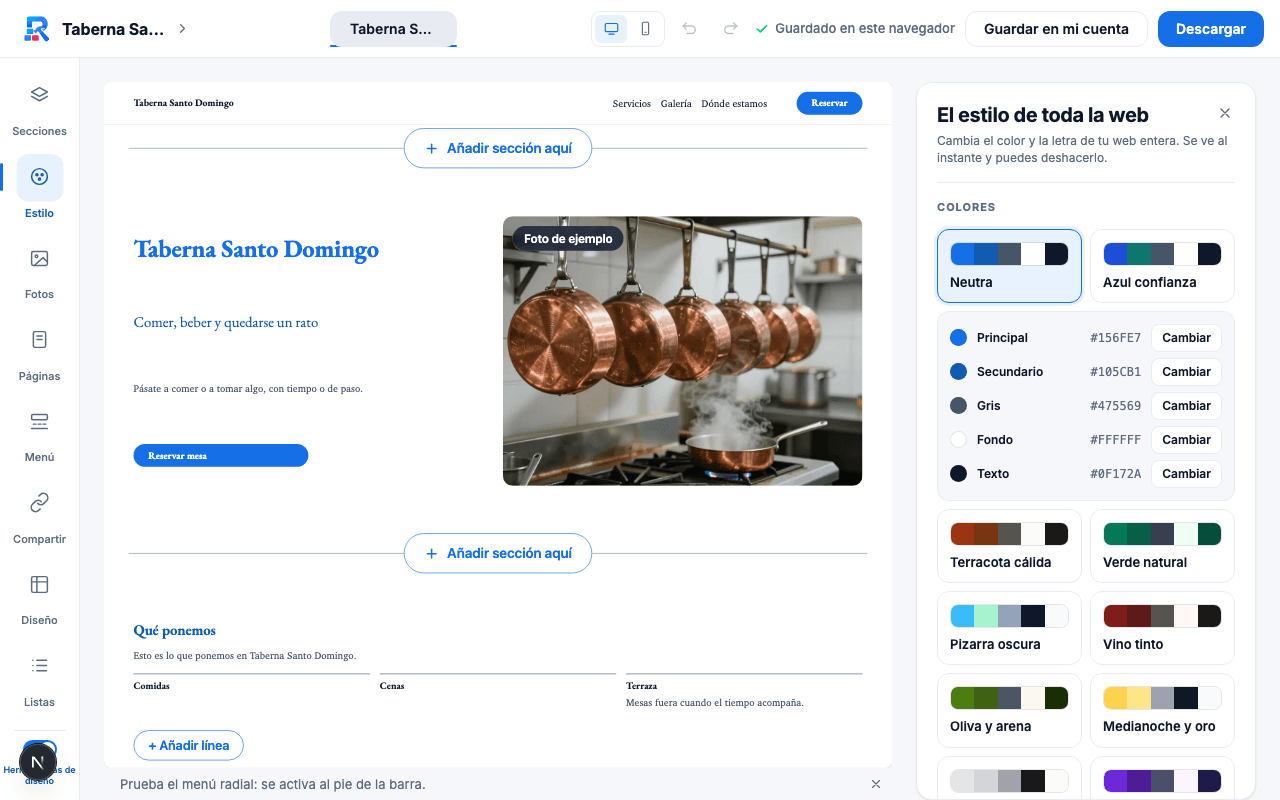 Taberna Sa...
Taberna S...
Guardado en este navegador
Guardar en mi cuenta
Descargar
Secciones
Estilo
Fotos
Páginas
Menú
Compartir
Diseño
Listas
N
diseño
Taberna Santo Domingo
Servicios
Galería
Dónde estamos
Reservar
+ Añadir sección aquí
Taberna Santo Domingo
Comer, beber y quedarse un rato
Pásate a comer o a tomar algo, con tiempo o de paso.
Reservar mesa
Foto de ejemplo
+ Añadir sección aquí
Qué ponemos
Esto es lo que ponemos en Taberna Santo Domingo.
Comidas
Cenas
Terraza
Mesas fuera cuando el tiempo acompaña.
+ Añadir línea
Prueba el menú radial: se activa al pie de la barra.
El estilo de toda la web
Cambia el color y la letra de tu web entera. Se ve al
instante y puedes deshacerlo.
COLORES
Neutra
Azul confianza
Principal #156FE7 Cambiar
Secundario #105CB1 Cambiar
Gris #475569 Cambiar
Fondo #FFFFFF Cambiar
Texto #0F172A Cambiar
Terracota cálida
Verde natural
Pizarra oscura
Vino tinto
Oliva y arena
Medianoche y oro